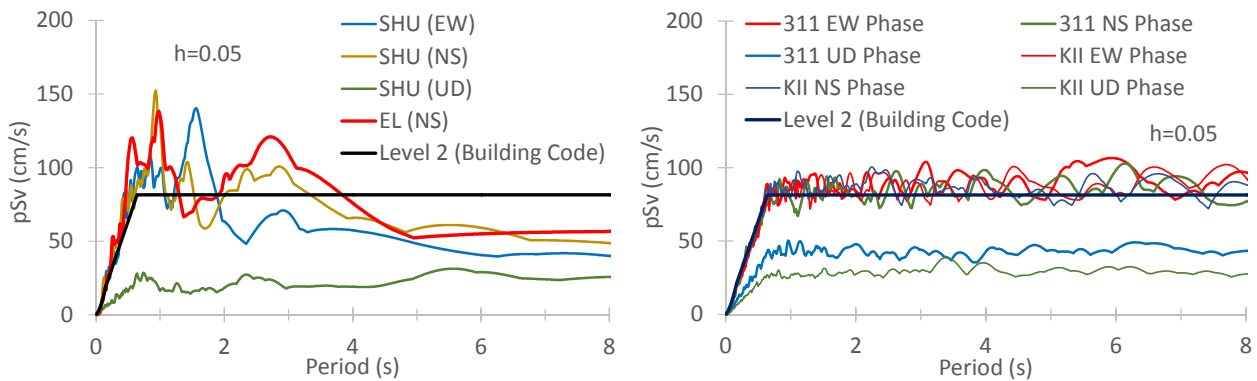 200
150
100
50
0
pSv (cm/s)
h=0.05
SHU (EW)
SHU (NS)
SHU (UD)
EL (NS)
Level 2 (Building Code)
0 2 4 6 8
Period (s)
200
150
100
50
0
pSv (cm/s)
311 EW Phase 311 NS Phase
311 UD Phase KII EW Phase
KII NS Phase KII UD Phase
Level 2 (Building Code)
h=0.05
0 2 4 6 8
Period (s)